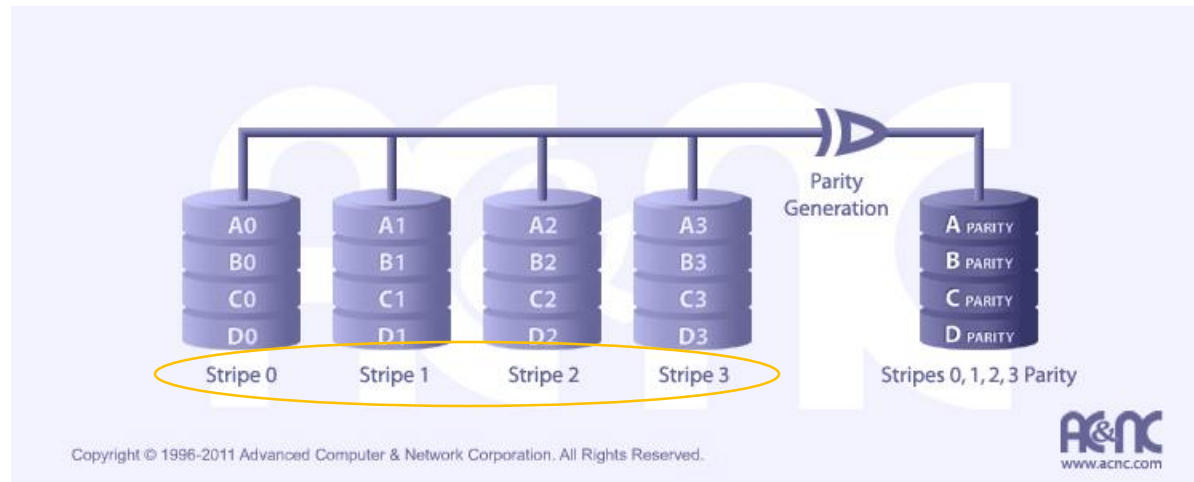 Parity
Generation
A0 A1 A2 A3 A PARITY
B0 B1 B2 B3 B PARITY
C0 C1 C2 C3 C PARITY
D0 D1 D2 D3 D PARITY
Stripe 0 Stripe 1 Stripe 2 Stripe 3 Stripes 0, 1, 2, 3 Parity
AC&NC
www.acnc.com
Copyright © 1996-2011 Advanced Computer & Network Corporation. All Rights Reserved.